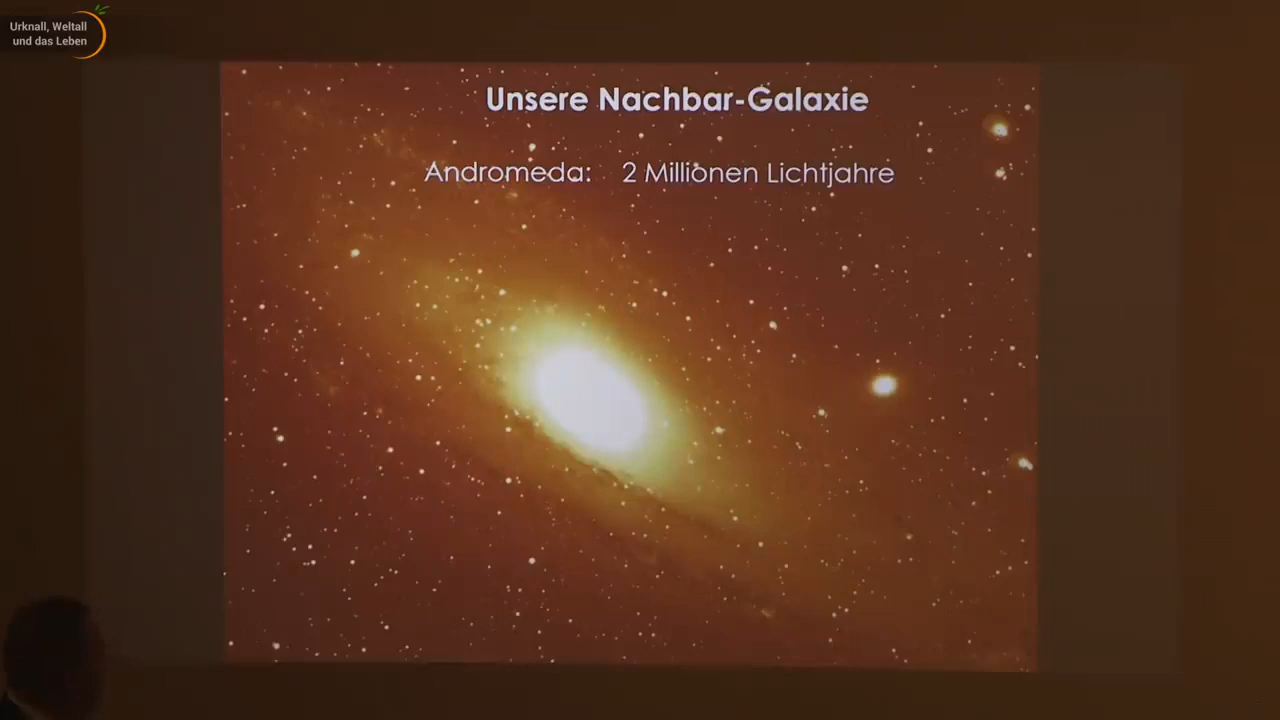 Urknall, Weltall
und das Leben
Unsere Nachbar-Galaxie
Andromeda: 2 Millionen Lichtjahre